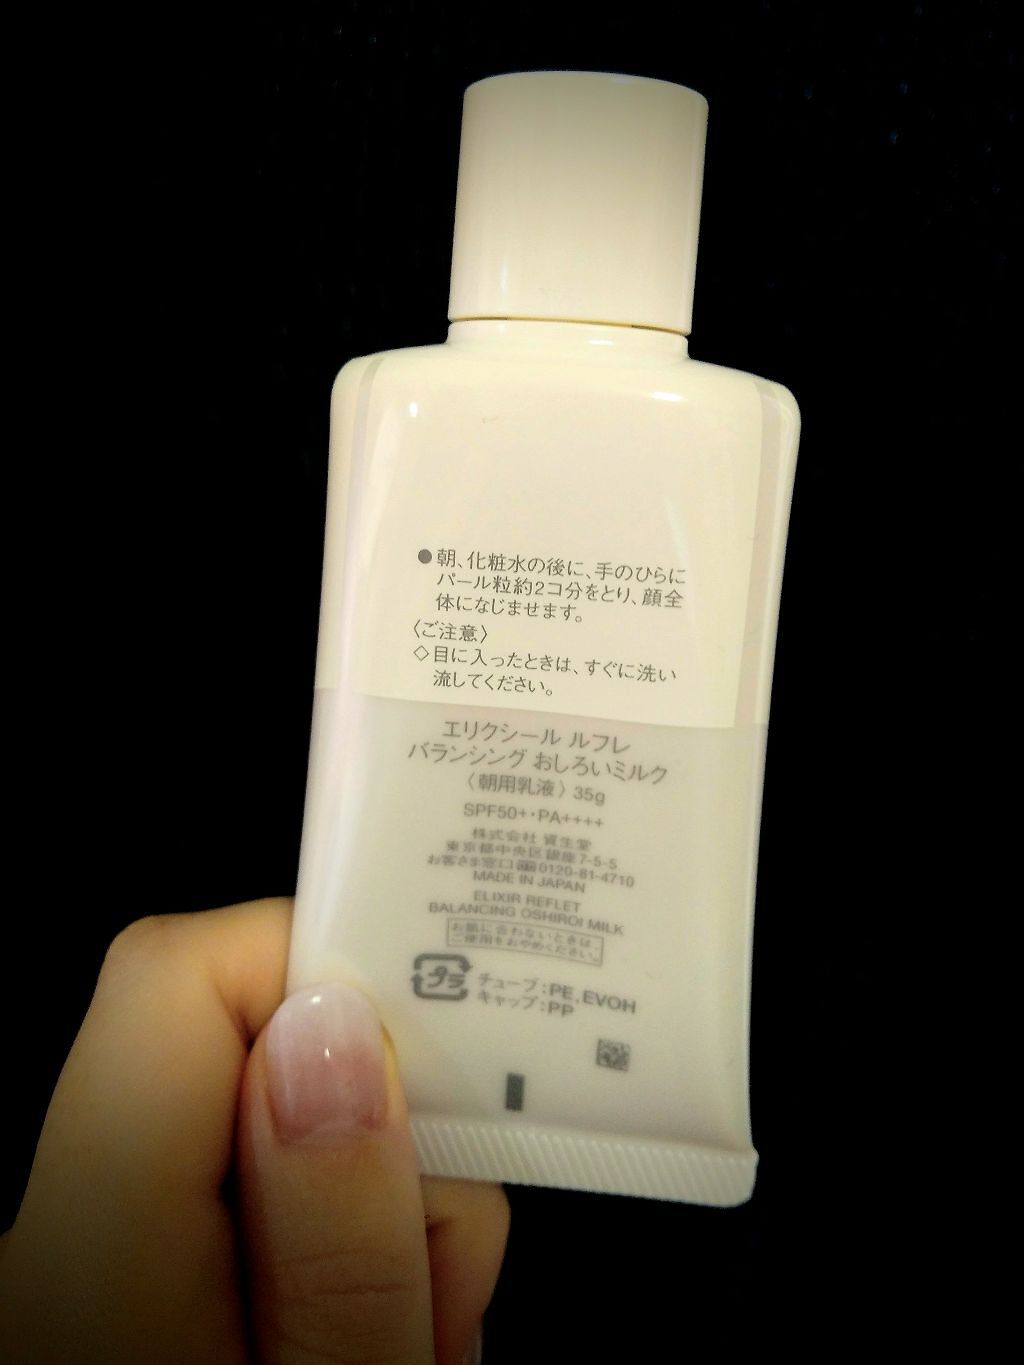 ●朝、化粧水の後に、手のひらに
パール粒約2コ分をとり、顔全
体になじませます。
〈ご注意〉
◇目に入ったときは、すぐに洗い
流してください。
エリクシール ルフレ
バランシング おしろいミルク
〈朝用乳液〉35g
SPF50+・PA++++
株式会社 資生堂
東京都中央区銀座7-5-5
お客さま窓口 0120-81-4710
MADE IN JAPAN
ELIXIR REFLET
BALANCING OSHIROI MILK
お肌に合わないときは、
ご使用をおやめください。
プラ
チューブ:PE,EVOH
キャップ:PP